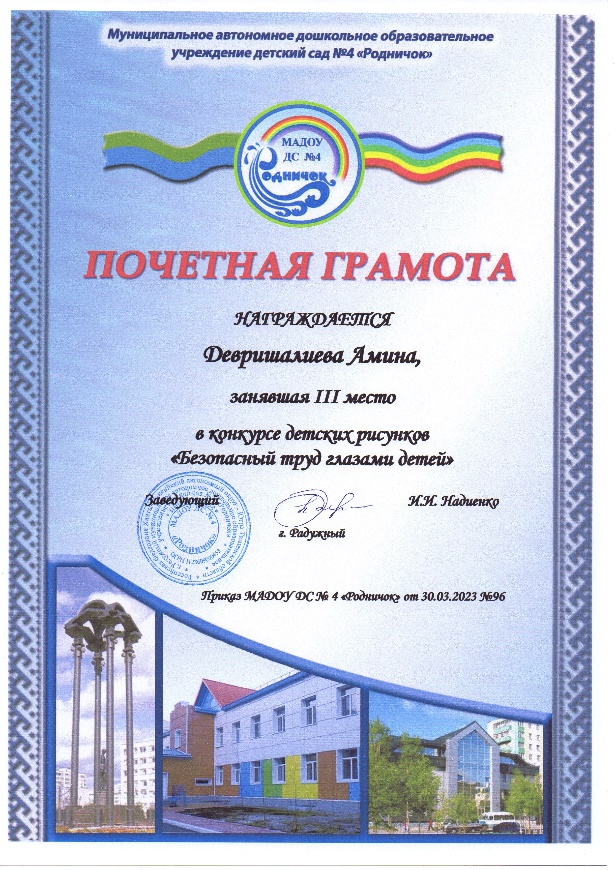 Муниципальное автономное дошкольное образовательное
учреждение детский сад №4 «Родничок»
МАДОУ
ДС №4
Родничок
ПОЧЕТНАЯ ГРАМОТА
НАГРАЖДАЕТСЯ
Девришалиева Амина,
занявшая III место
в конкурсе детских рисунков
«Безопасный труд глазами детей»
Заведующий
И.И. Надиенко
«Родничок»
г. Радужный
Приказ МАДОУ ДС № 4 «Родничок» от 30.03.2023 №96